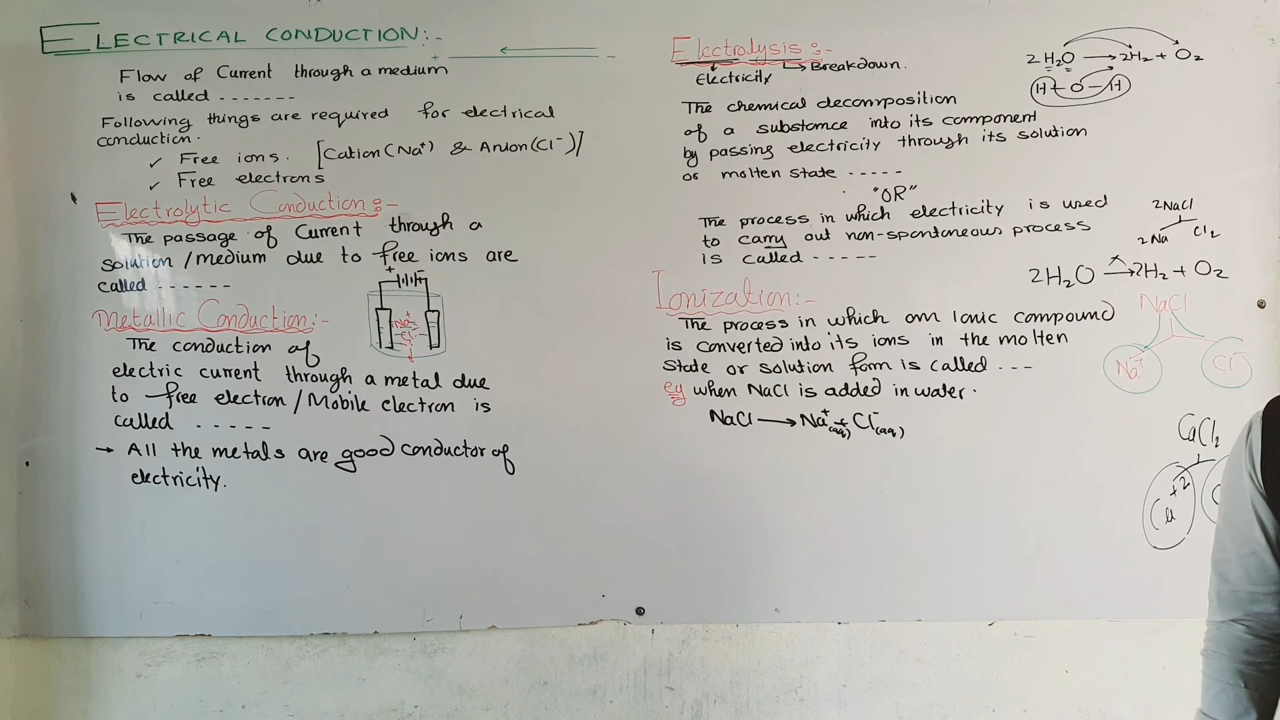 ELECTRICAL CONDUCTION:-
Flow of Current through a medium
is called -------
Following things are required for electrical
conduction.
✓ Free ions. [Cation(Na⁺) & Anion(Cl⁻)]
✓ Free electrons
Electrolytic Conduction:-
The passage of Current through a
solution/medium due to free ions are
called ------
Metallic Conduction:-
The conduction of
electric current through a metal due
to free electron/Mobile electron is
called -----
→ All the metals are good conductor of
electricity.
+ -
Na⁺
Cl⁻
Electrolysis:-
Electricity → Breakdown.
The chemical decomposition
of a substance into its component
by passing electricity through its solution
or molten state -----
"OR"
The process in which electricity is used
to carry out non-spontaneous process
is called -----
2H₂O → 2H₂ + O₂
H-O-H
2NaCl
2Na Cl₂
2H₂O → 2H₂ + O₂
Ionization:-
The process in which an Ionic compound
is converted into its ions in the molten
State or solution form is called ---
eg when NaCl is added in water.
NaCl → Na⁺(aq) + Cl⁻(aq)
NaCl
Na⁺ Cl⁻
CaCl₂
+2